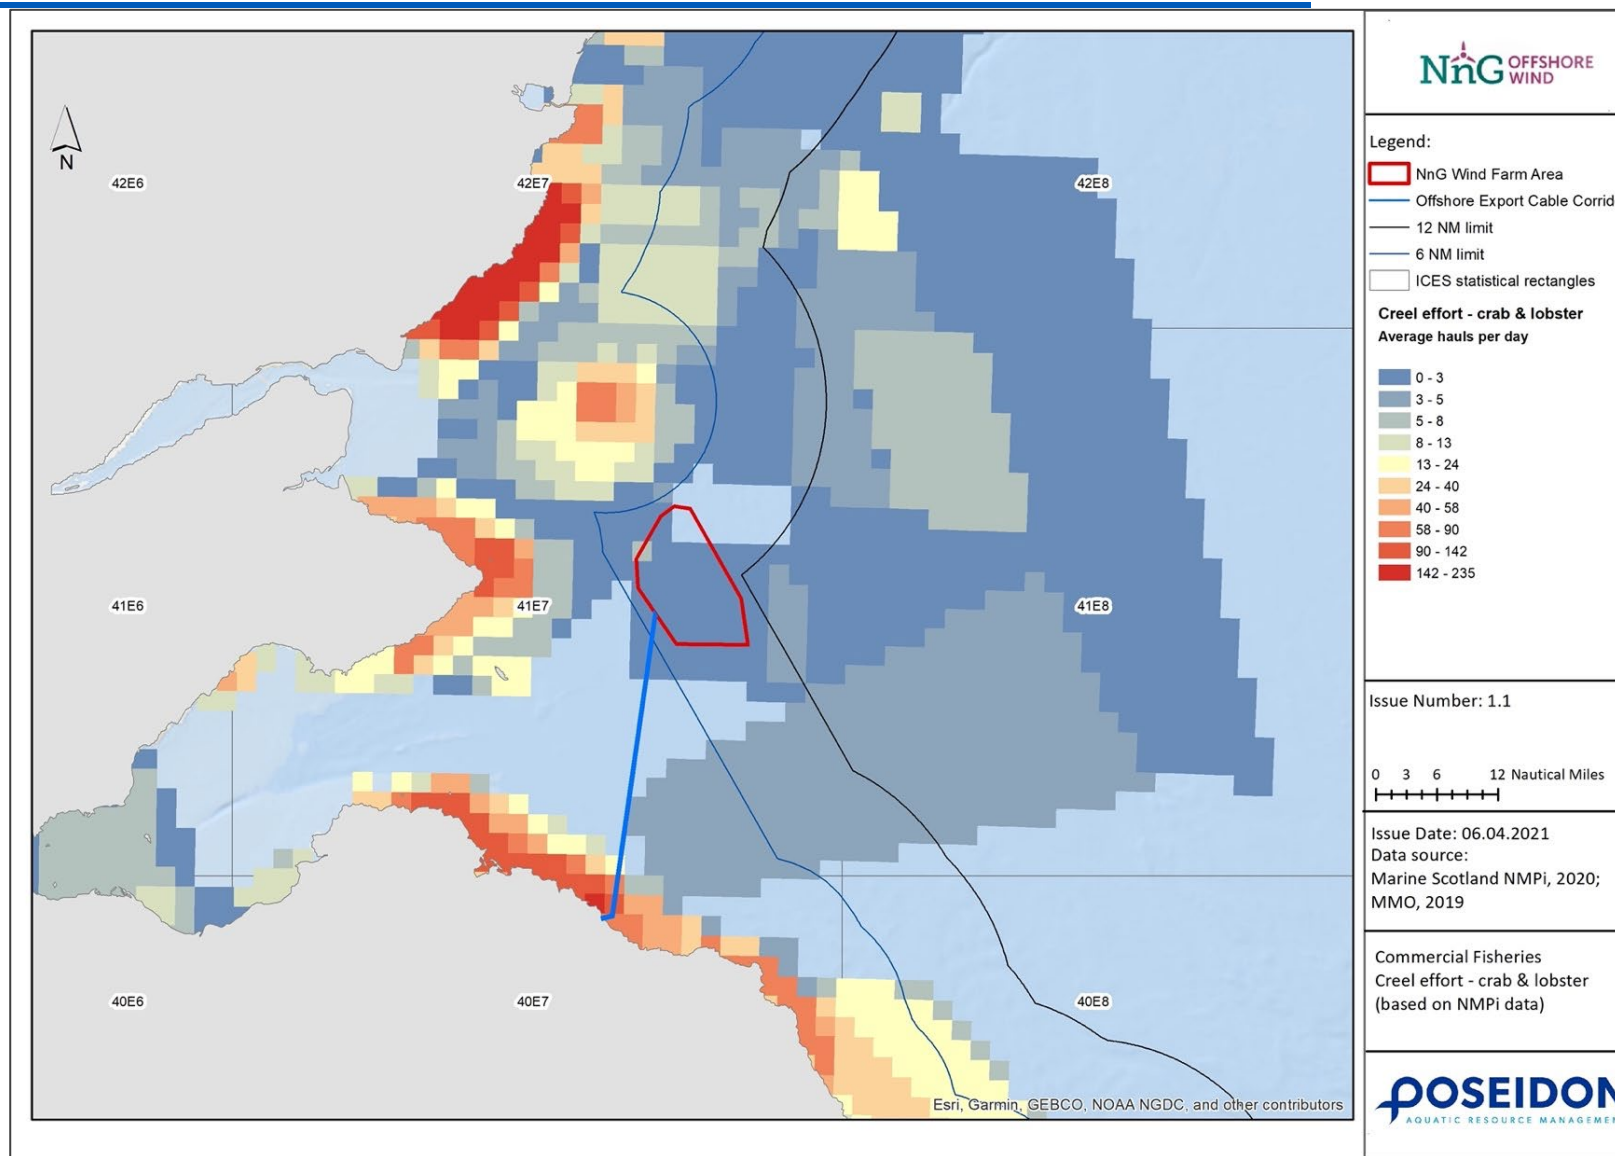 N
42E6
42E7
42E8
41E6
41E7
41E8
40E6
40E7
40E8
Esri, Garmin, GEBCO, NOAA NGDC, and other contributors
NnG OFFSHORE
WIND
Legend:
NnG Wind Farm Area
Offshore Export Cable Corrid
12 NM limit
6 NM limit
ICES statistical rectangles
Creel effort - crab & lobster
Average hauls per day
0 - 3
3 - 5
5 - 8
8 - 13
13 - 24
24 - 40
40 - 58
58 - 90
90 - 142
142 - 235
Issue Number: 1.1
0 3 6 12 Nautical Miles
Issue Date: 06.04.2021
Data source:
Marine Scotland NMPi, 2020;
MMO, 2019
Commercial Fisheries
Creel effort - crab & lobster
(based on NMPi data)
POSEIDON
AQUATIC RESOURCE MANAGEME